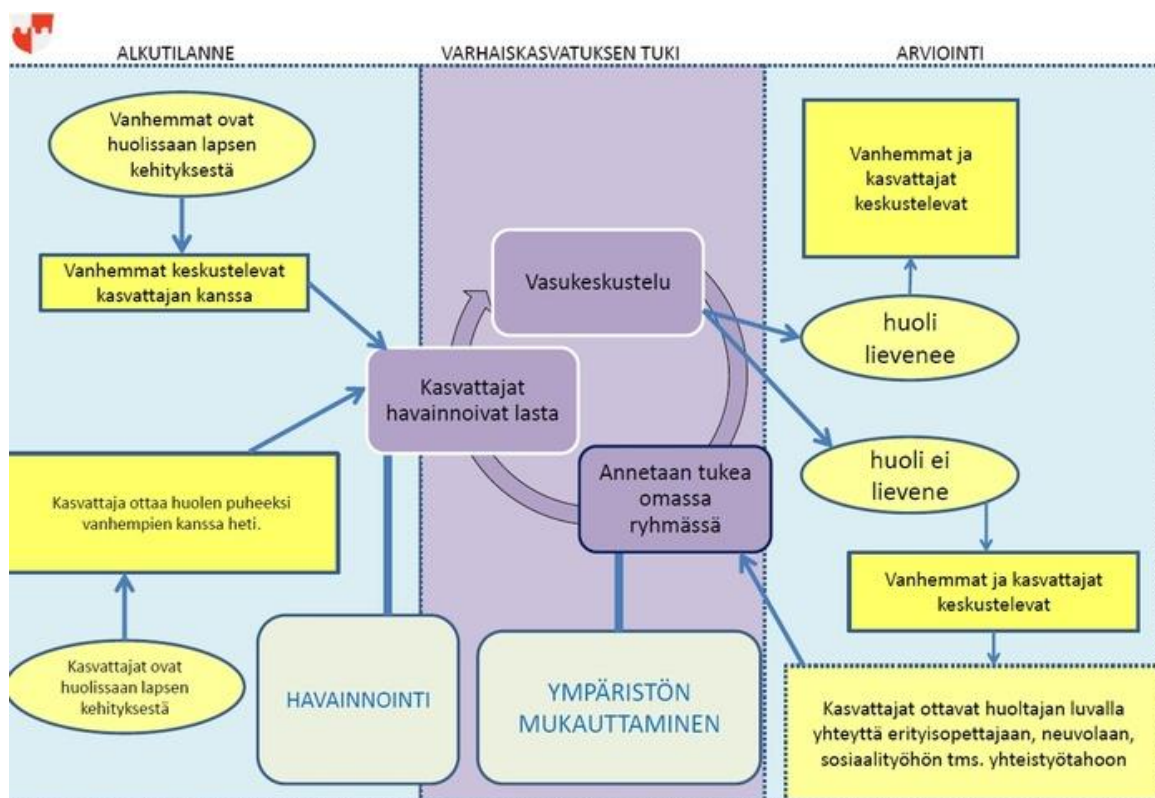 ALKUTILANNE
VARHAISKASVATUKSEN TUKI
ARVIOINTI
Vanhemmat ovat
huolissaan lapsen
kehityksestä
Vanhemmat keskustelevat
kasvattajan kanssa
Kasvattaja ottaa huolen puheeksi
vanhempien kanssa heti.
Kasvattajat ovat
huolissaan lapsen
kehityksestä
Vasukeskustelu
Kasvattajat
havainnoivat lasta
Annetaan tukea
omassa
ryhmässä
HAVAINNOINTI
YMPÄRISTÖN
MUKAUTTAMINEN
Vanhemmat ja
kasvattajat
keskustelevat
huoli
lievenee
huoli ei
lievene
Vanhemmat ja kasvattajat
keskustelevat
Kasvattajat ottavat huoltajan luvalla
yhteyttä erityisopettajaan, neuvolaan,
sosiaalityöhön tms. yhteistyötahoon